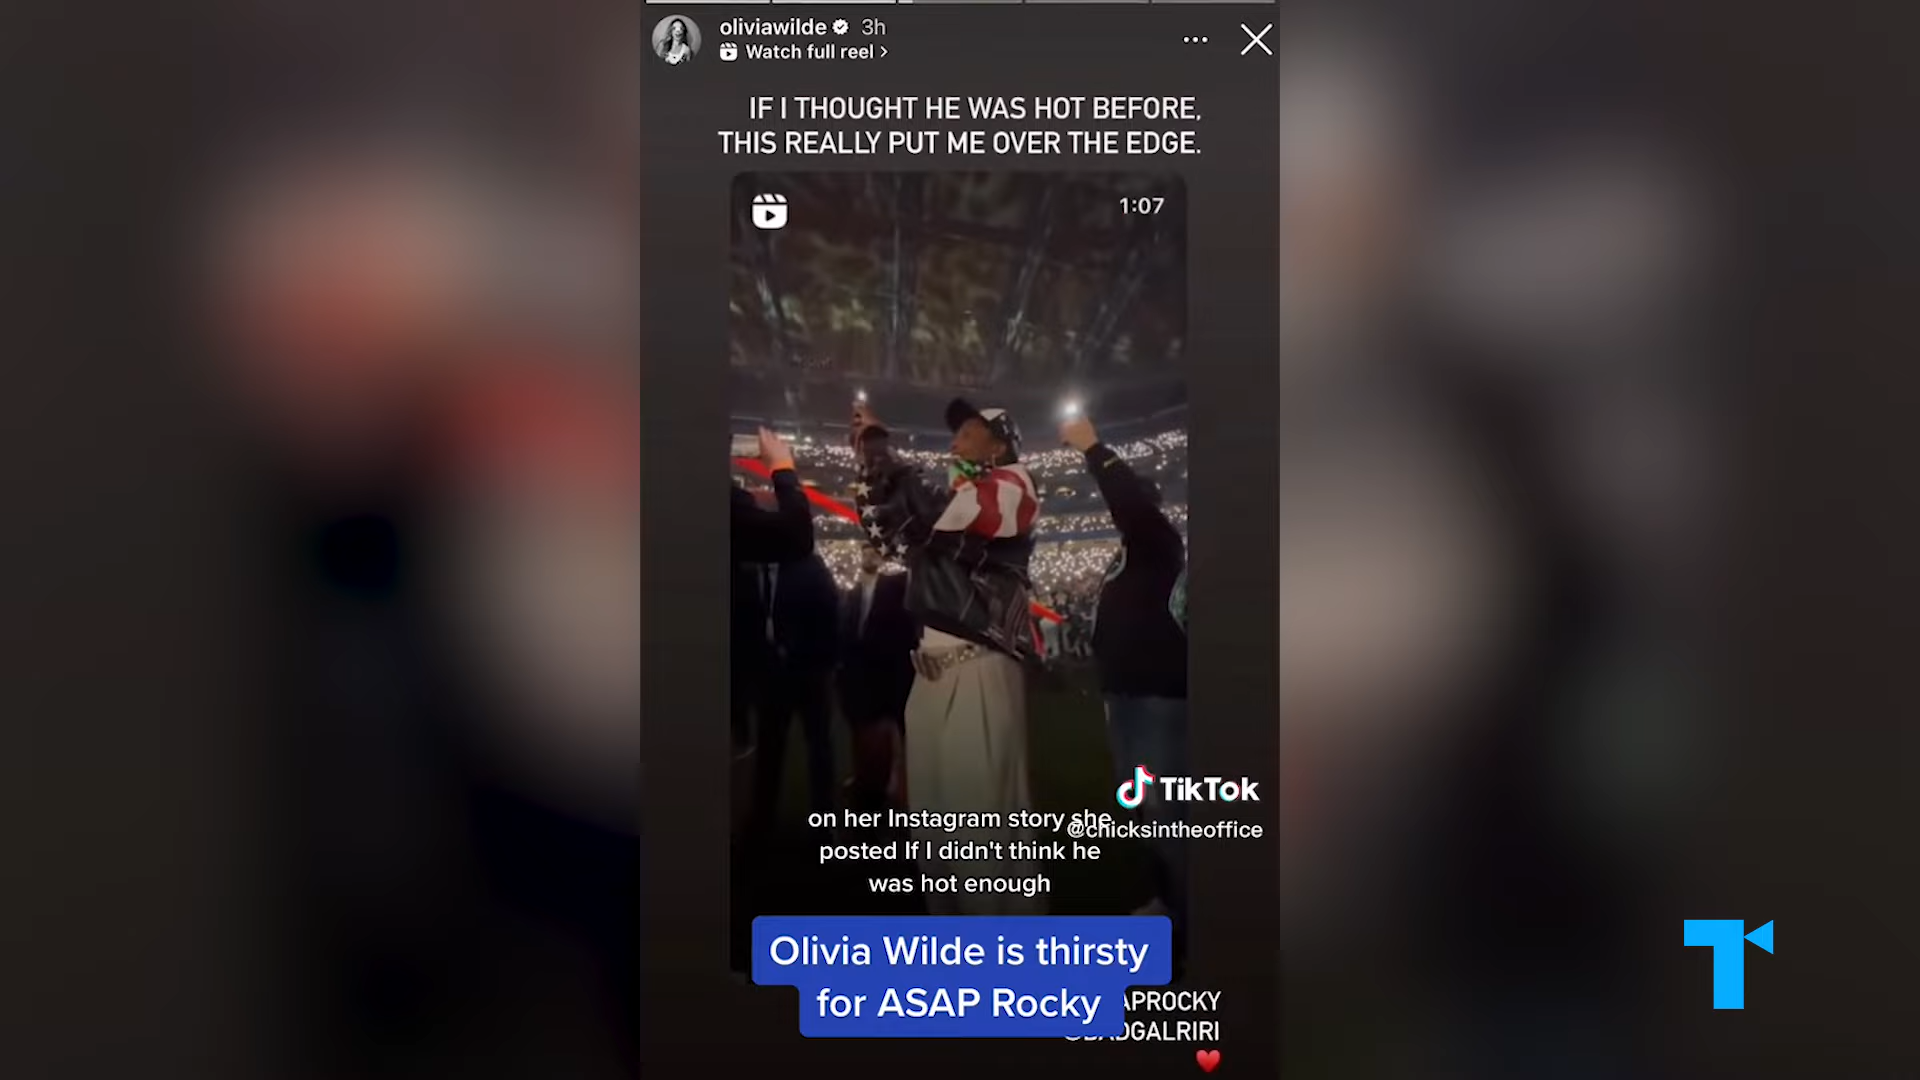 oliviawilde 3h
Watch full reel >
IF I THOUGHT HE WAS HOT BEFORE,
THIS REALLY PUT ME OVER THE EDGE.
1:07
TikTok
@chicksintheoffice
on her Instagram story she
posted If I didn't think he
was hot enough
Olivia Wilde is thirsty
for ASAP Rocky
APROCKY
@BADGALRIRI